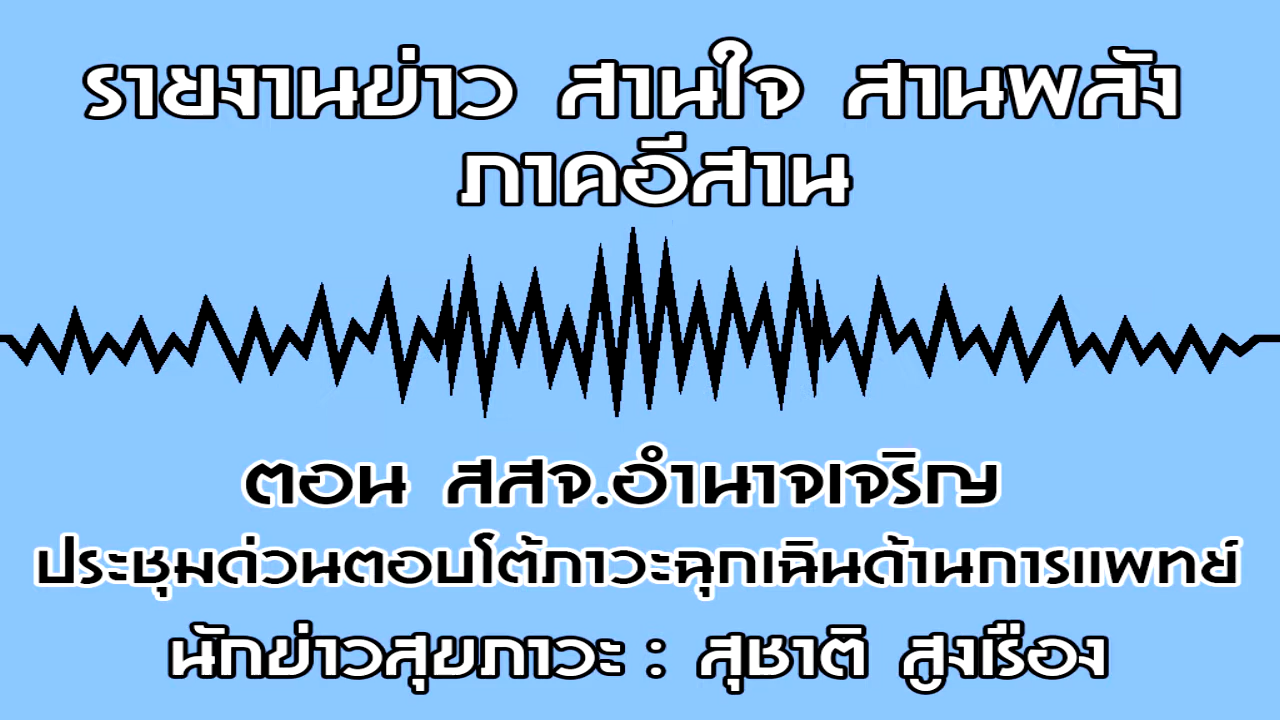 รายงานข่าว สานใจ สานพลัง
ภาคอีสาน
ตอน สสจ.อำนาจเจริญ
ประชุมด่วนตอบโต้ภาวะฉุกเฉินด้านการแพทย์
นักข่าวสุขภาวะ : สุชาติ สูงเรือง